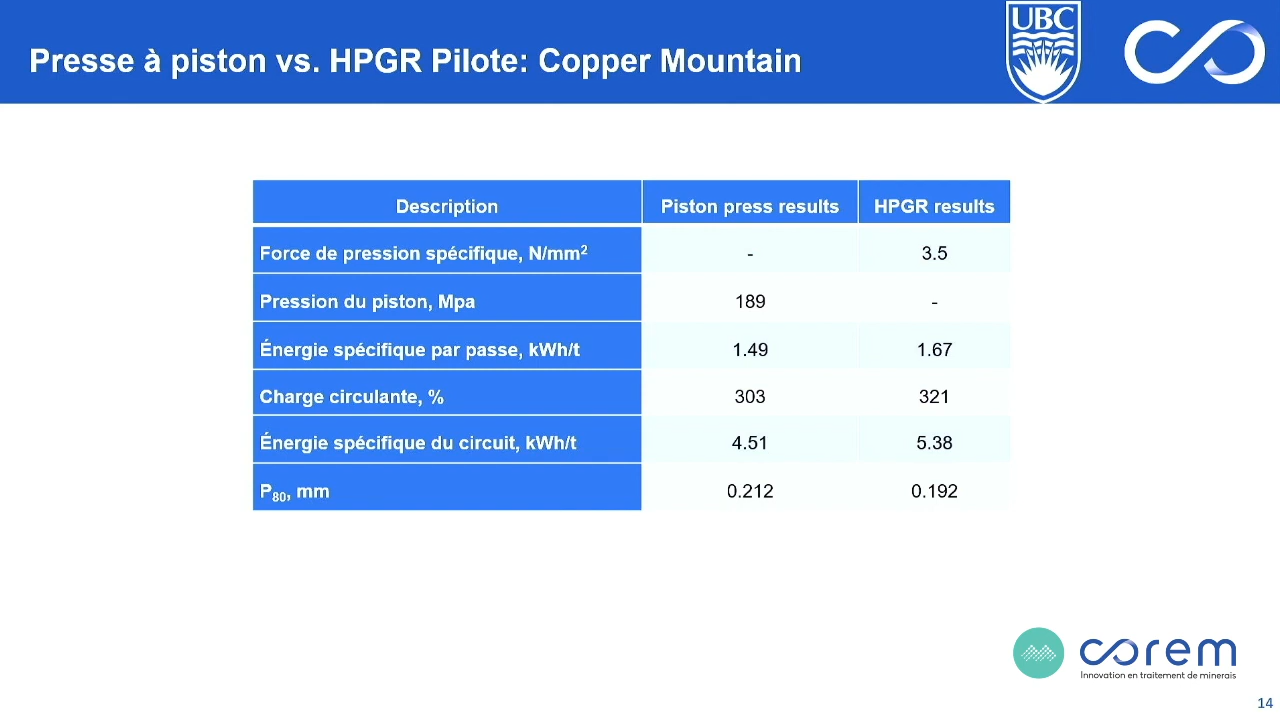 Presse à piston vs. HPGR Pilote: Copper Mountain
UBC
Description Piston press results HPGR results
Force de pression spécifique, N/mm² - 3.5
Pression du piston, Mpa 189 -
Énergie spécifique par passe, kWh/t 1.49 1.67
Charge circulante, % 303 321
Énergie spécifique du circuit, kWh/t 4.51 5.38
P₈₀, mm 0.212 0.192
corem
Innovation en traitement de minerais
14